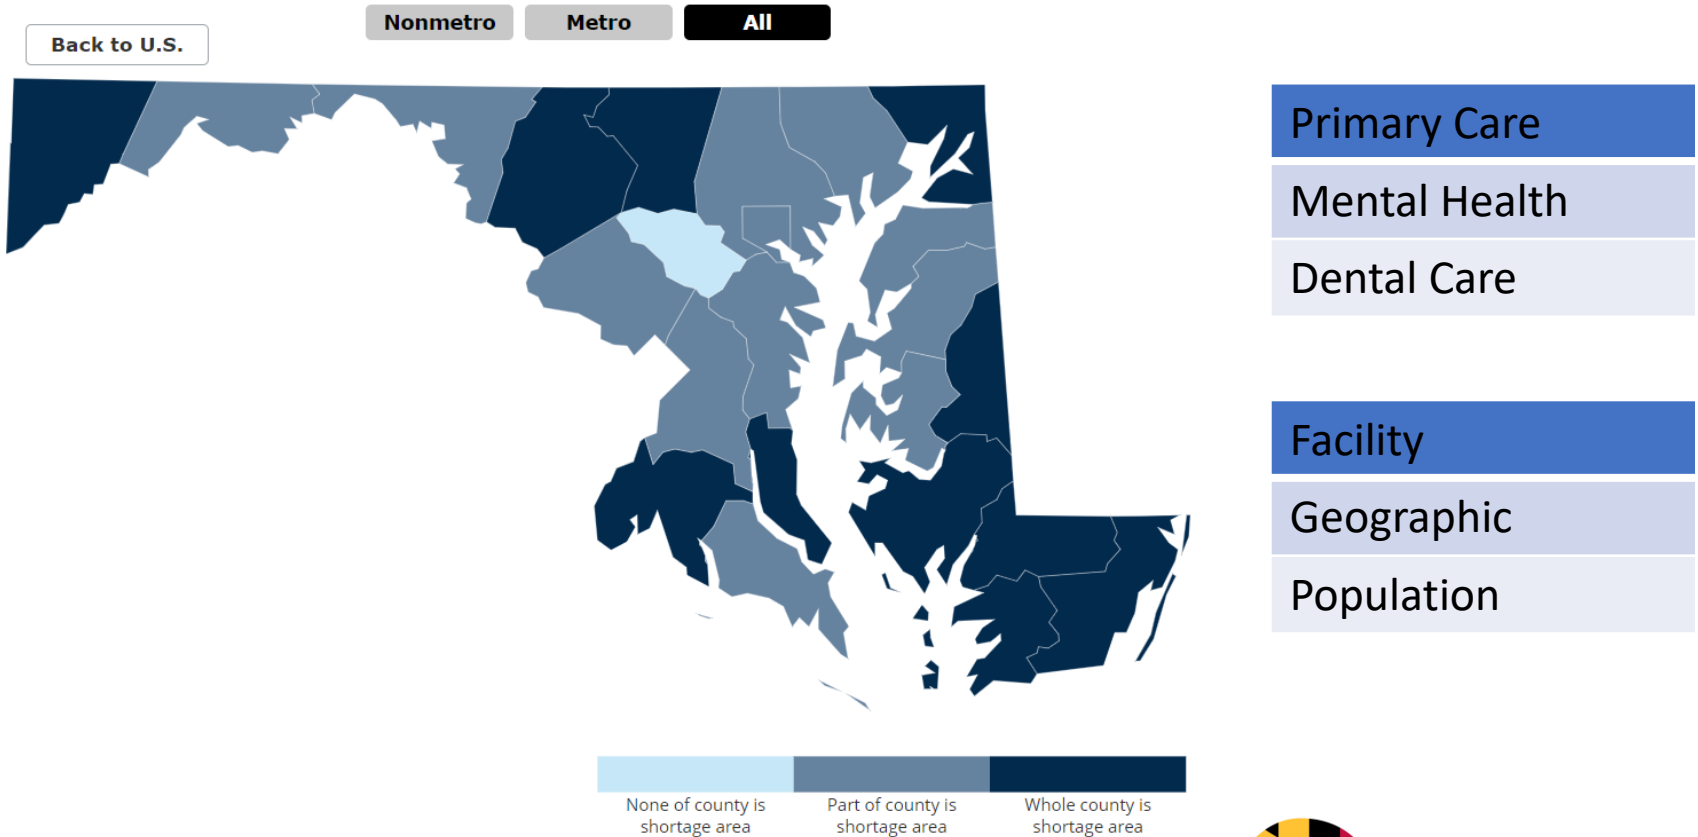 Nonmetro
Metro
All
Back to U.S.
Primary Care
Mental Health
Dental Care
Facility
Geographic
Population
None of county is
shortage area
Part of county is
shortage area
Whole county is
shortage area